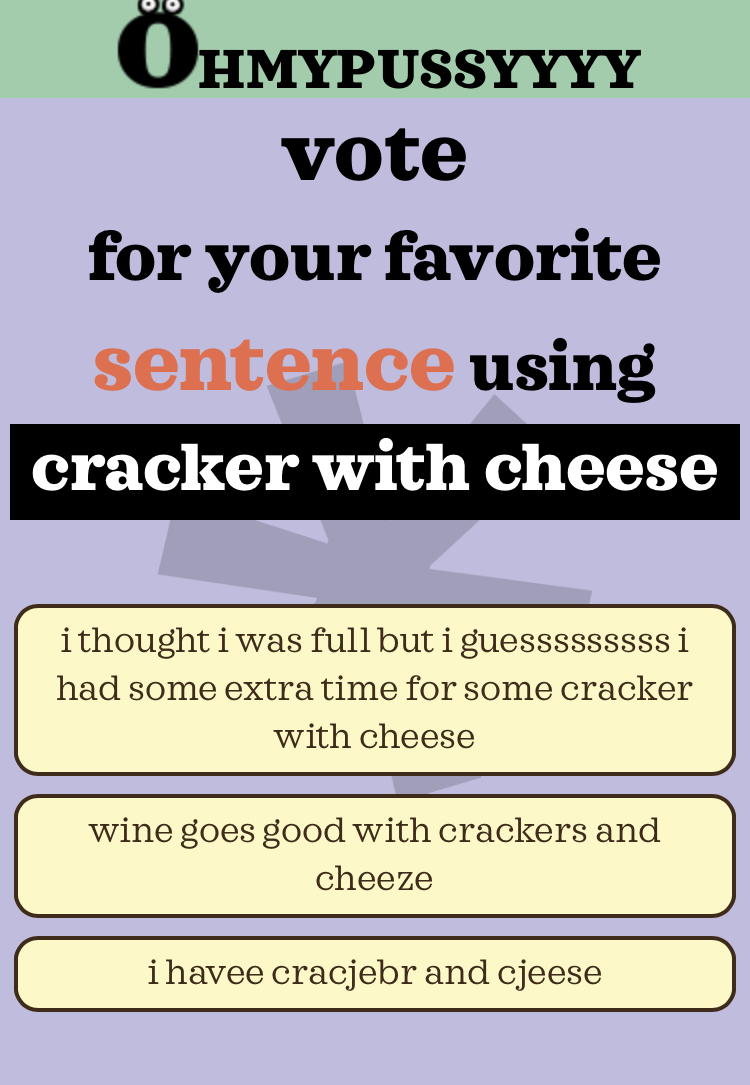 OHMYPUSSYYYY
vote
for your favorite
sentence using
cracker with cheese
i thought i was full but i guesssssssss i
had some extra time for some cracker
with cheese
wine goes good with crackers and
cheeze
i havee cracjebr and cjeese